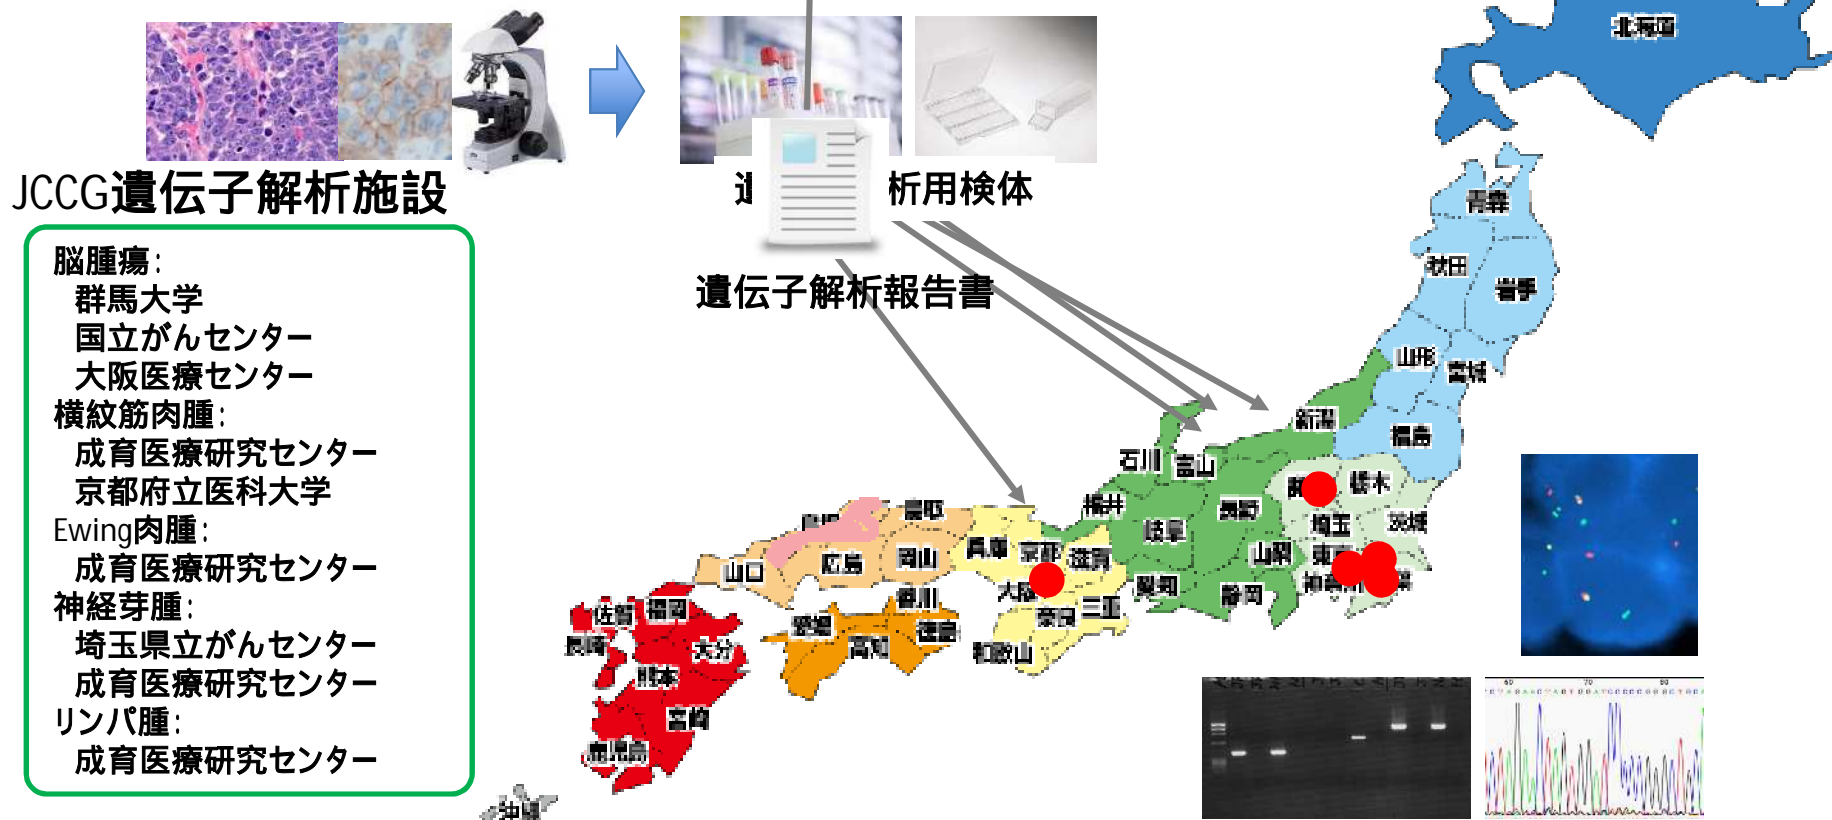 JCCG遺伝子解析施設
脳腫瘍:
群馬大学
国立がんセンター
大阪医療センター
横紋筋肉腫:
成育医療研究センター
京都府立医科大学
Ewing肉腫:
成育医療研究センター
神経芽腫:
埼玉県立がんセンター
成育医療研究センター
リンパ腫:
成育医療研究センター
析用検体
遺伝子解析報告書
北海道
青森
秋田
岩手
山形
宮城
新潟
福島
石川
富山
福井
長野
岐阜
栃木
埼玉
茨城
山梨
愛知
静岡
鳥取
兵庫
京都
滋賀
岡山
広島
山口
大阪
三重
奈良
和歌山
香川
愛媛
徳島
高知
佐賀
福岡
長崎
大分
熊本
宮崎
鹿児島
沖縄
60 70 80